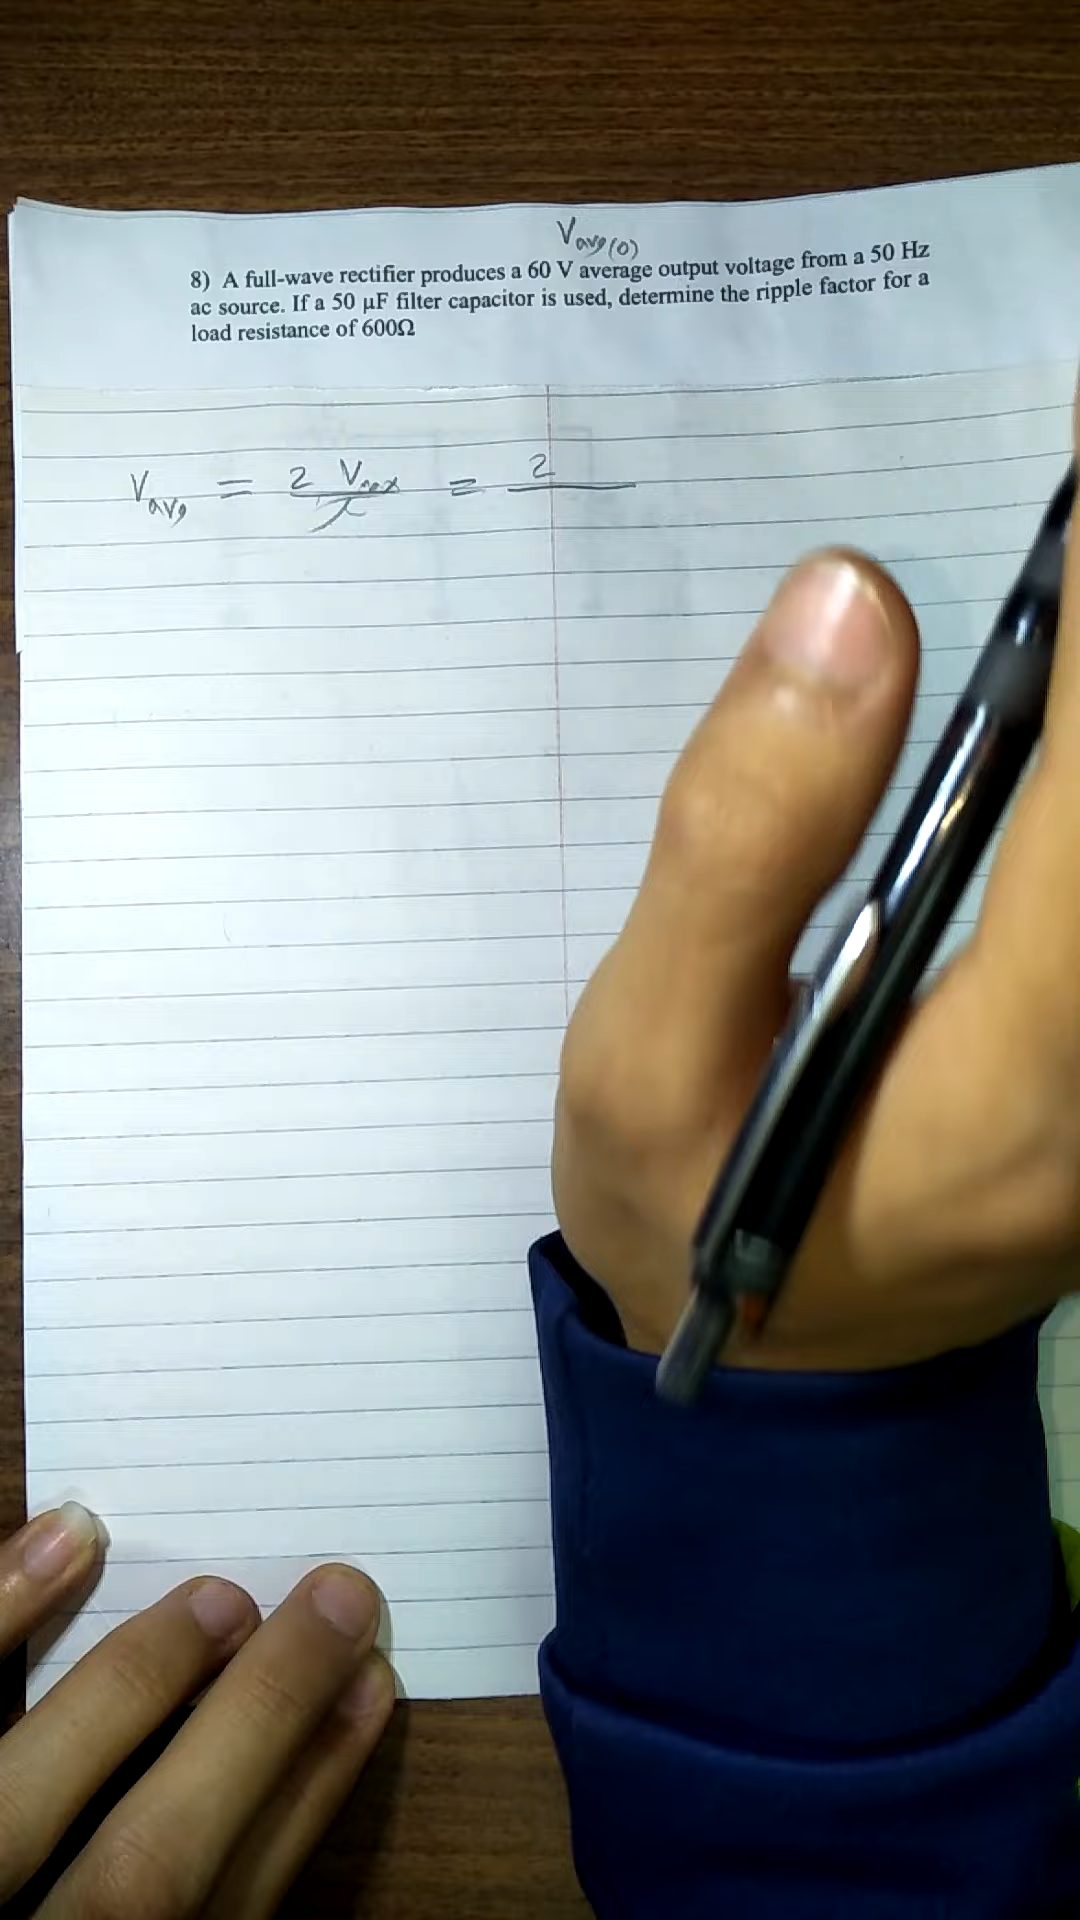 Vavg(0)
8) A full-wave rectifier produces a 60 V average output voltage from a 50 Hz
ac source. If a 50 μF filter capacitor is used, determine the ripple factor for a
load resistance of 600Ω
Vavg = 2 Vmax / π = 2